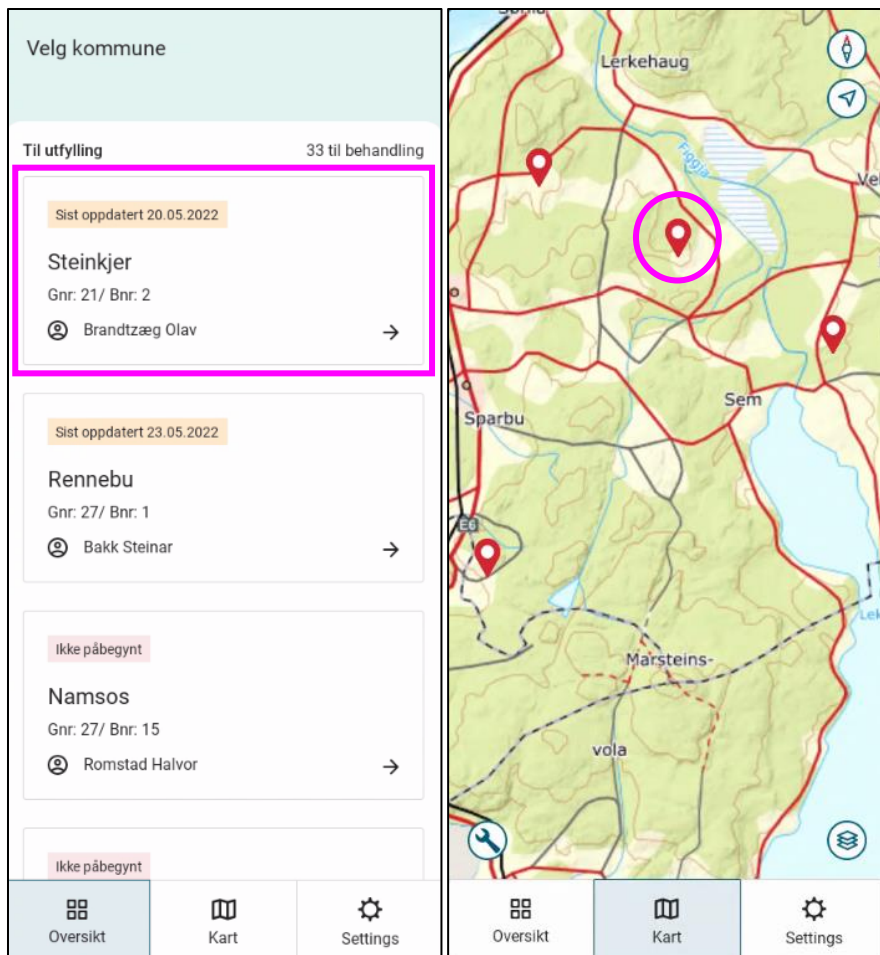 Velg kommune
Til utfylling 33 til behandling
Sist oppdatert 20.05.2022
Steinkjer
Gnr: 21/ Bnr: 2
Brandtzæg Olav
Sist oppdatert 23.05.2022
Rennebu
Gnr: 27/ Bnr: 1
Bakk Steinar
Ikke påbegynt
Namsos
Gnr: 27/ Bnr: 15
Romstad Halvor
Ikke påbegynt
Oversikt Kart Settings
Lerkehaug
Figgja
Sem
Sparbu
E6
Marsteins-
vola
Oversikt Kart Settings